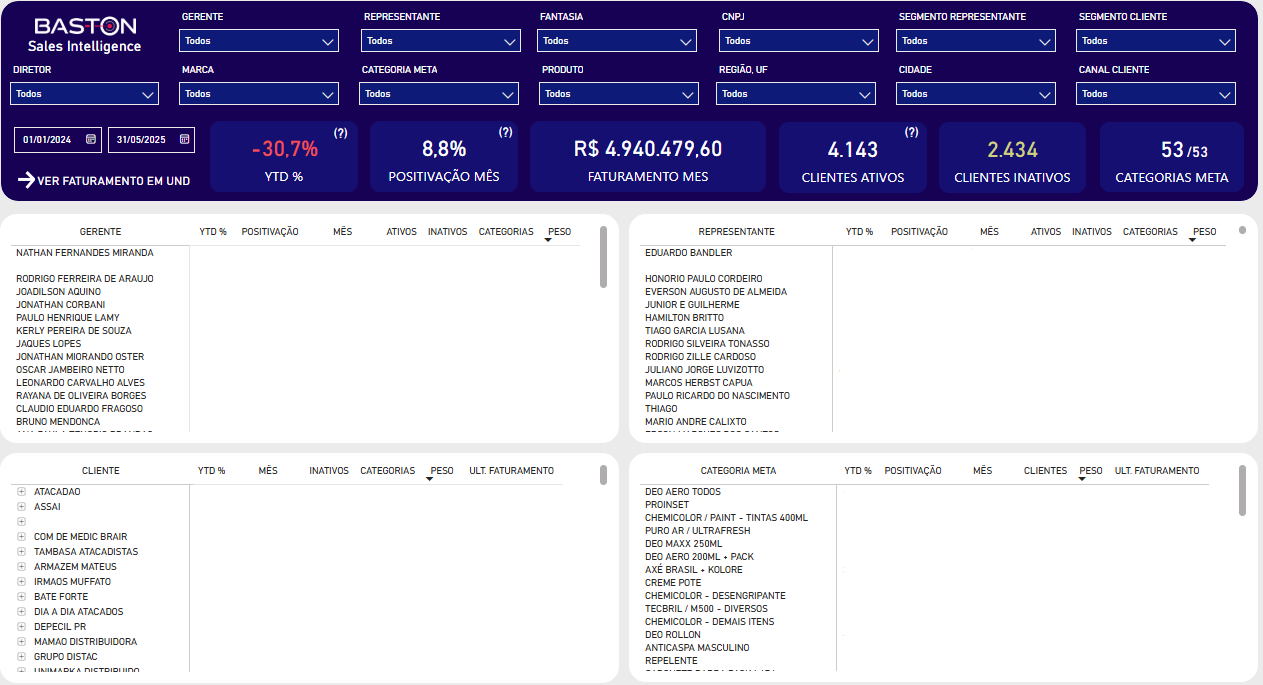 BASTON
Sales Intelligence
GERENTE
Todos
REPRESENTANTE
Todos
FANTASIA
Todos
CNPJ
Todos
SEGMENTO REPRESENTANTE
Todos
SEGMENTO CLIENTE
Todos
DIRETOR
Todos
MARCA
Todos
CATEGORIA META
Todos
PRODUTO
Todos
REGIÃO, UF
Todos
CIDADE
Todos
CANAL CLIENTE
Todos
01/01/2024
31/05/2025
VER FATURAMENTO EM UND
(?)
-30,7%
YTD %
(?)
8,8%
POSITIVAÇÃO MÊS
R$ 4.940.479,60
FATURAMENTO MES
(?)
4.143
CLIENTES ATIVOS
2.434
CLIENTES INATIVOS
53 /53
CATEGORIAS META
GERENTE YTD % POSITIVAÇÃO MÊS ATIVOS INATIVOS CATEGORIAS PESO
NATHAN FERNANDES MIRANDA
RODRIGO FERREIRA DE ARAUJO
JOADILSON AQUINO
JONATHAN CORBANI
PAULO HENRIQUE LAMY
KERLY PEREIRA DE SOUZA
JAQUES LOPES
JONATHAN MIORANDO OSTER
OSCAR JAMBEIRO NETTO
LEONARDO CARVALHO ALVES
RAYANA DE OLIVEIRA BORGES
CLAUDIO EDUARDO FRAGOSO
BRUNO MENDONCA
REPRESENTANTE YTD % POSITIVAÇÃO MÊS ATIVOS INATIVOS CATEGORIAS PESO
EDUARDO BANDLER
HONORIO PAULO CORDEIRO
EVERSON AUGUSTO DE ALMEIDA
JUNIOR E GUILHERME
HAMILTON BRITTO
TIAGO GARCIA LUSANA
RODRIGO SILVEIRA TONASSO
RODRIGO ZILLE CARDOSO
JULIANO JORGE LUVIZOTTO
MARCOS HERBST CAPUA
PAULO RICARDO DO NASCIMENTO
THIAGO
MARIO ANDRE CALIXTO
CLIENTE YTD % MÊS INATIVOS CATEGORIAS PESO ULT. FATURAMENTO
ATACADAO
ASSAI
COM DE MEDIC BRAIR
TAMBASA ATACADISTAS
ARMAZEM MATEUS
IRMAOS MUFFATO
BATE FORTE
DIA A DIA ATACADOS
DEPECIL PR
MAMAO DISTRIBUIDORA
GRUPO DISTAC
UNIMARKA DISTRIBUIDO
CATEGORIA META YTD % POSITIVAÇÃO MÊS CLIENTES PESO ULT. FATURAMENTO
DEO AERO TODOS
PROINSET
CHEMICOLOR / PAINT - TINTAS 400ML
PURO AR / ULTRAFRESH
DEO MAXX 250ML
DEO AERO 200ML + PACK
AXÉ BRASIL + KOLORE
CREME POTE
CHEMICOLOR - DESENGRIPANTE
TECBRIL / M500 - DIVERSOS
CHEMICOLOR - DEMAIS ITENS
DEO ROLLON
ANTICASPA MASCULINO
REPELENTE